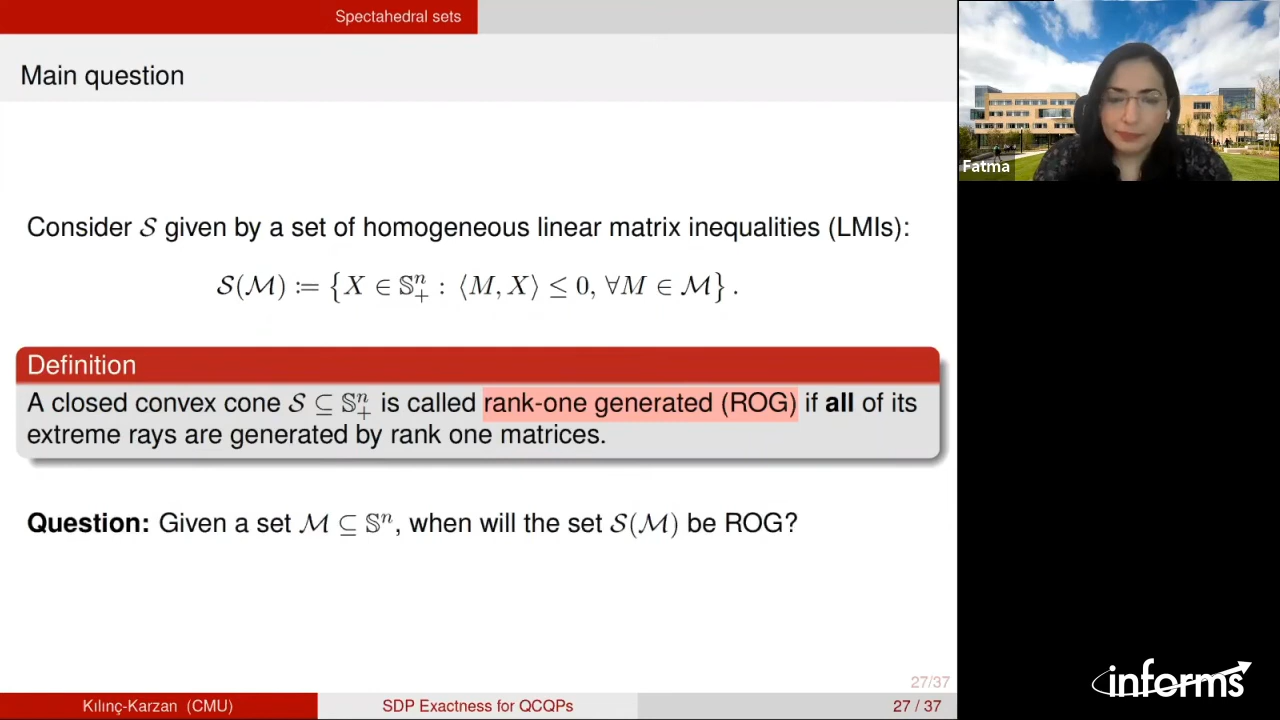 Spectahedral sets
Main question
Consider 𝒮 given by a set of homogeneous linear matrix inequalities (LMIs):
𝒮(ℳ) := {X ∈ 𝕊ⁿ₊ : ⟨M, X⟩ ≤ 0, ∀M ∈ ℳ} .
Definition
A closed convex cone 𝒮 ⊆ 𝕊ⁿ₊ is called rank-one generated (ROG) if all of its
extreme rays are generated by rank one matrices.
Question: Given a set ℳ ⊆ 𝕊ⁿ, when will the set 𝒮(ℳ) be ROG?
27/37
Kılınç-Karzan (CMU)
SDP Exactness for QCQPs
27 / 37
Fatma
informs